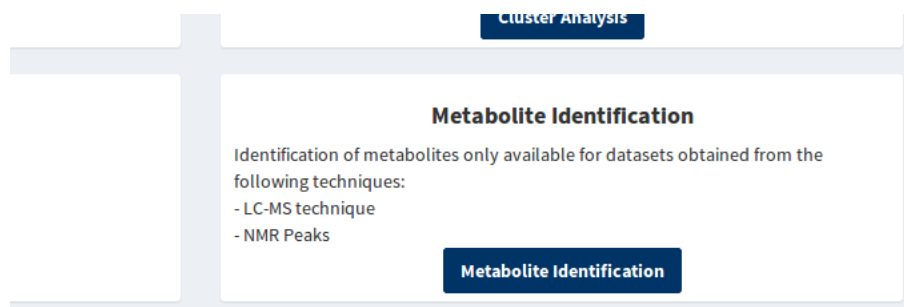 Cluster Analysis
Metabolite Identification
Identification of metabolites only available for datasets obtained from the
following techniques:
- LC-MS technique
- NMR Peaks
Metabolite Identification